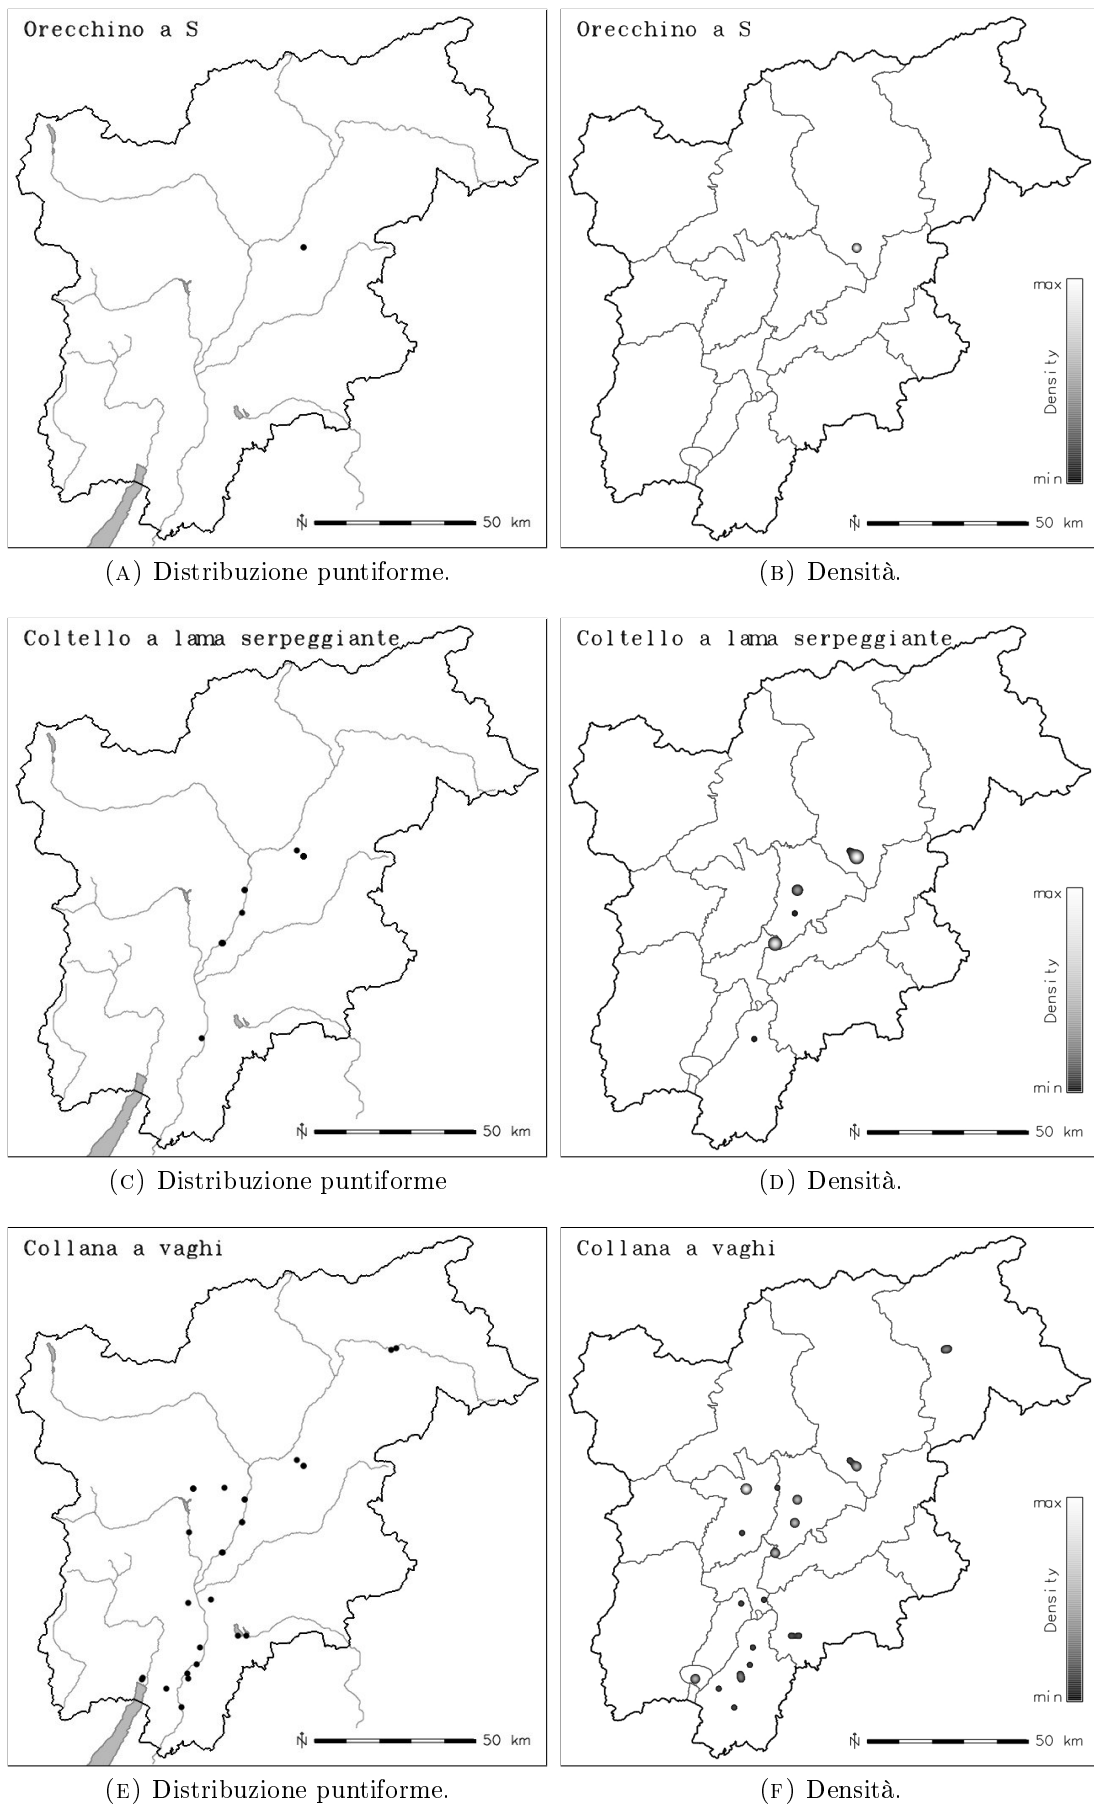 Orecchino a S
N 50 km
Orecchino a S
max
Density
min
N 50 km
(A) Distribuzione puntiforme.
(B) Densità.
Coltello a lama serpeggiante
N 50 km
Coltello a lama serpeggiante
max
Density
min
N 50 km
(C) Distribuzione puntiforme
(D) Densità.
Collana a vaghi
N 50 km
Collana a vaghi
max
Density
min
N 50 km
(E) Distribuzione puntiforme.
(F) Densità.